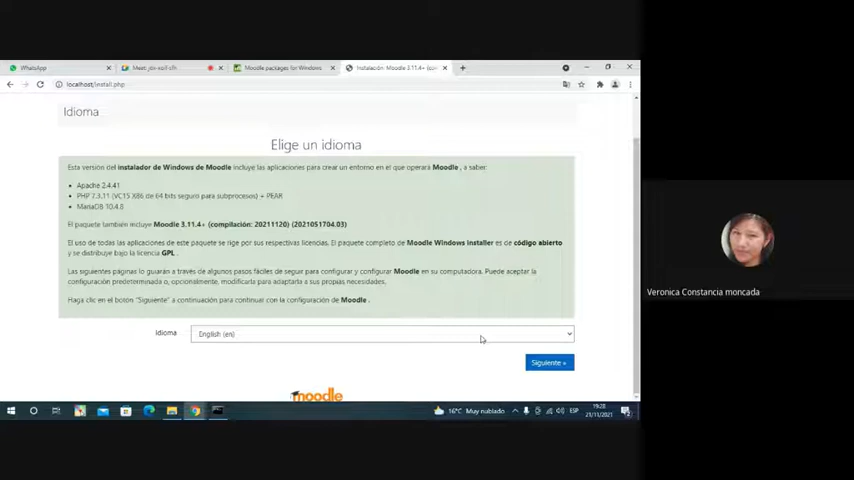 WhatsApp
Moodle packages for Windows
Instalación: Moodle 3.11.4+ (co
localhost/install.php
Idioma
Elige un idioma
Esta versión del instalador de Windows de Moodle incluye las aplicaciones para crear un entorno en el que operará Moodle , a saber:
Apache 2.4.41
PHP 7.3.11 (VC15 X86 de 64 bits seguro para subprocesos) + PEAR
MariaDB 10.4.8
El paquete también incluye Moodle 3.11.4+ (compilación: 20211120) (2021051704.03)
El uso de todas las aplicaciones de este paquete se rige por sus respectivas licencias. El paquete completo de Moodle Windows installer es de código abierto
y se distribuye bajo la licencia GPL .
Las siguientes páginas lo guiarán a través de algunos pasos fáciles de seguir para configurar y configurar Moodle en su computadora. Puede aceptar la
configuración predeterminada o, opcionalmente, modificarla para adaptarla a sus propias necesidades.
Haga clic en el botón "Siguiente" a continuación para continuar con la configuración de Moodle .
Idioma
English (en)
Siguiente »
moodle
16°C Muy nublado
ESP
19:28
21/11/2021
Veronica Constancia moncada